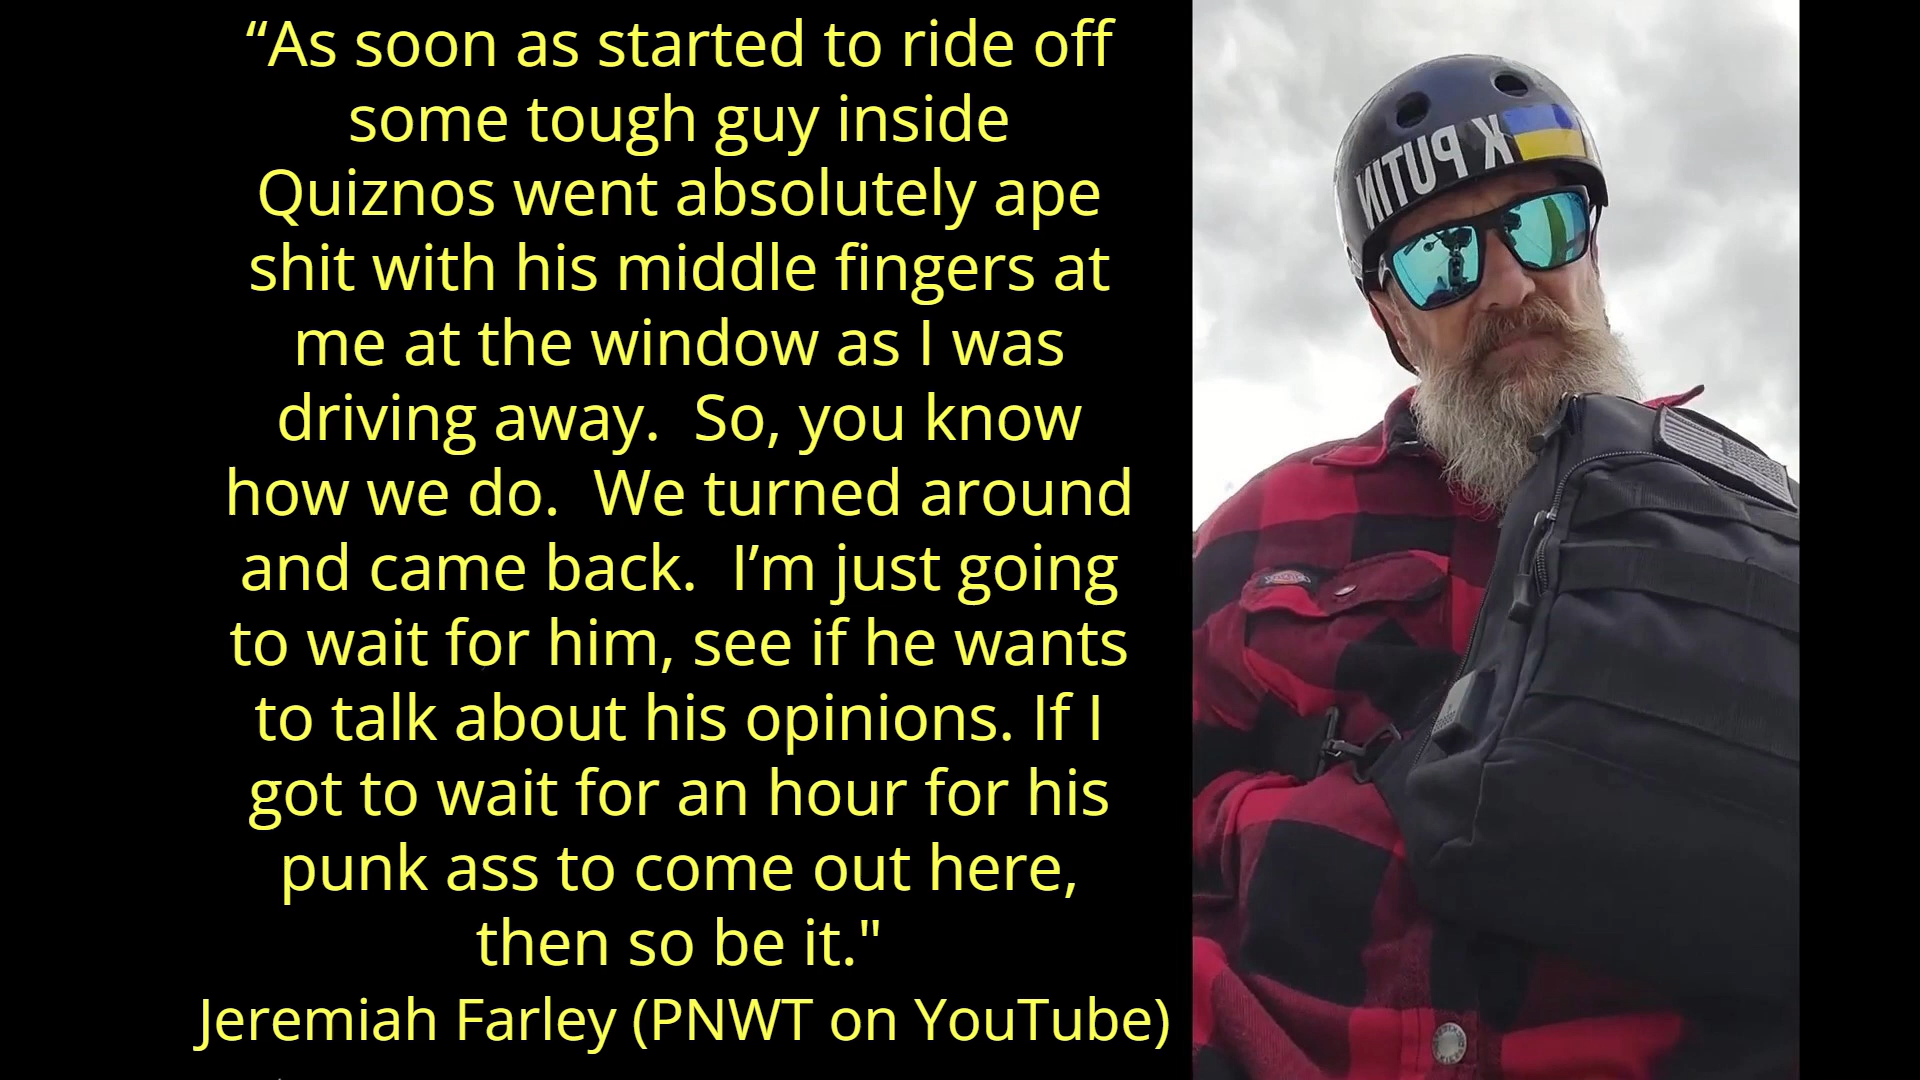 “As soon as started to ride off
some tough guy inside
Quiznos went absolutely ape
shit with his middle fingers at
me at the window as I was
driving away.  So, you know
how we do.  We turned around
and came back.  I’m just going
to wait for him, see if he wants
to talk about his opinions. If I
got to wait for an hour for his
punk ass to come out here,
then so be it."
Jeremiah Farley (PNWT on YouTube)
K PUTIN